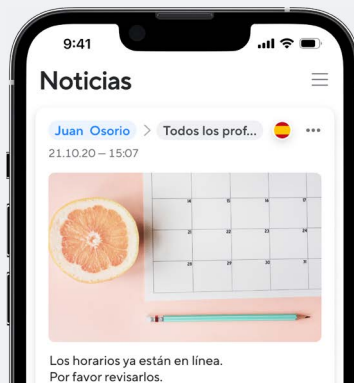 9:41
Noticias
Juan Osorio > Todos los prof...
21.10.20 – 15:07
Los horarios ya están en línea.
Por favor revisarlos.